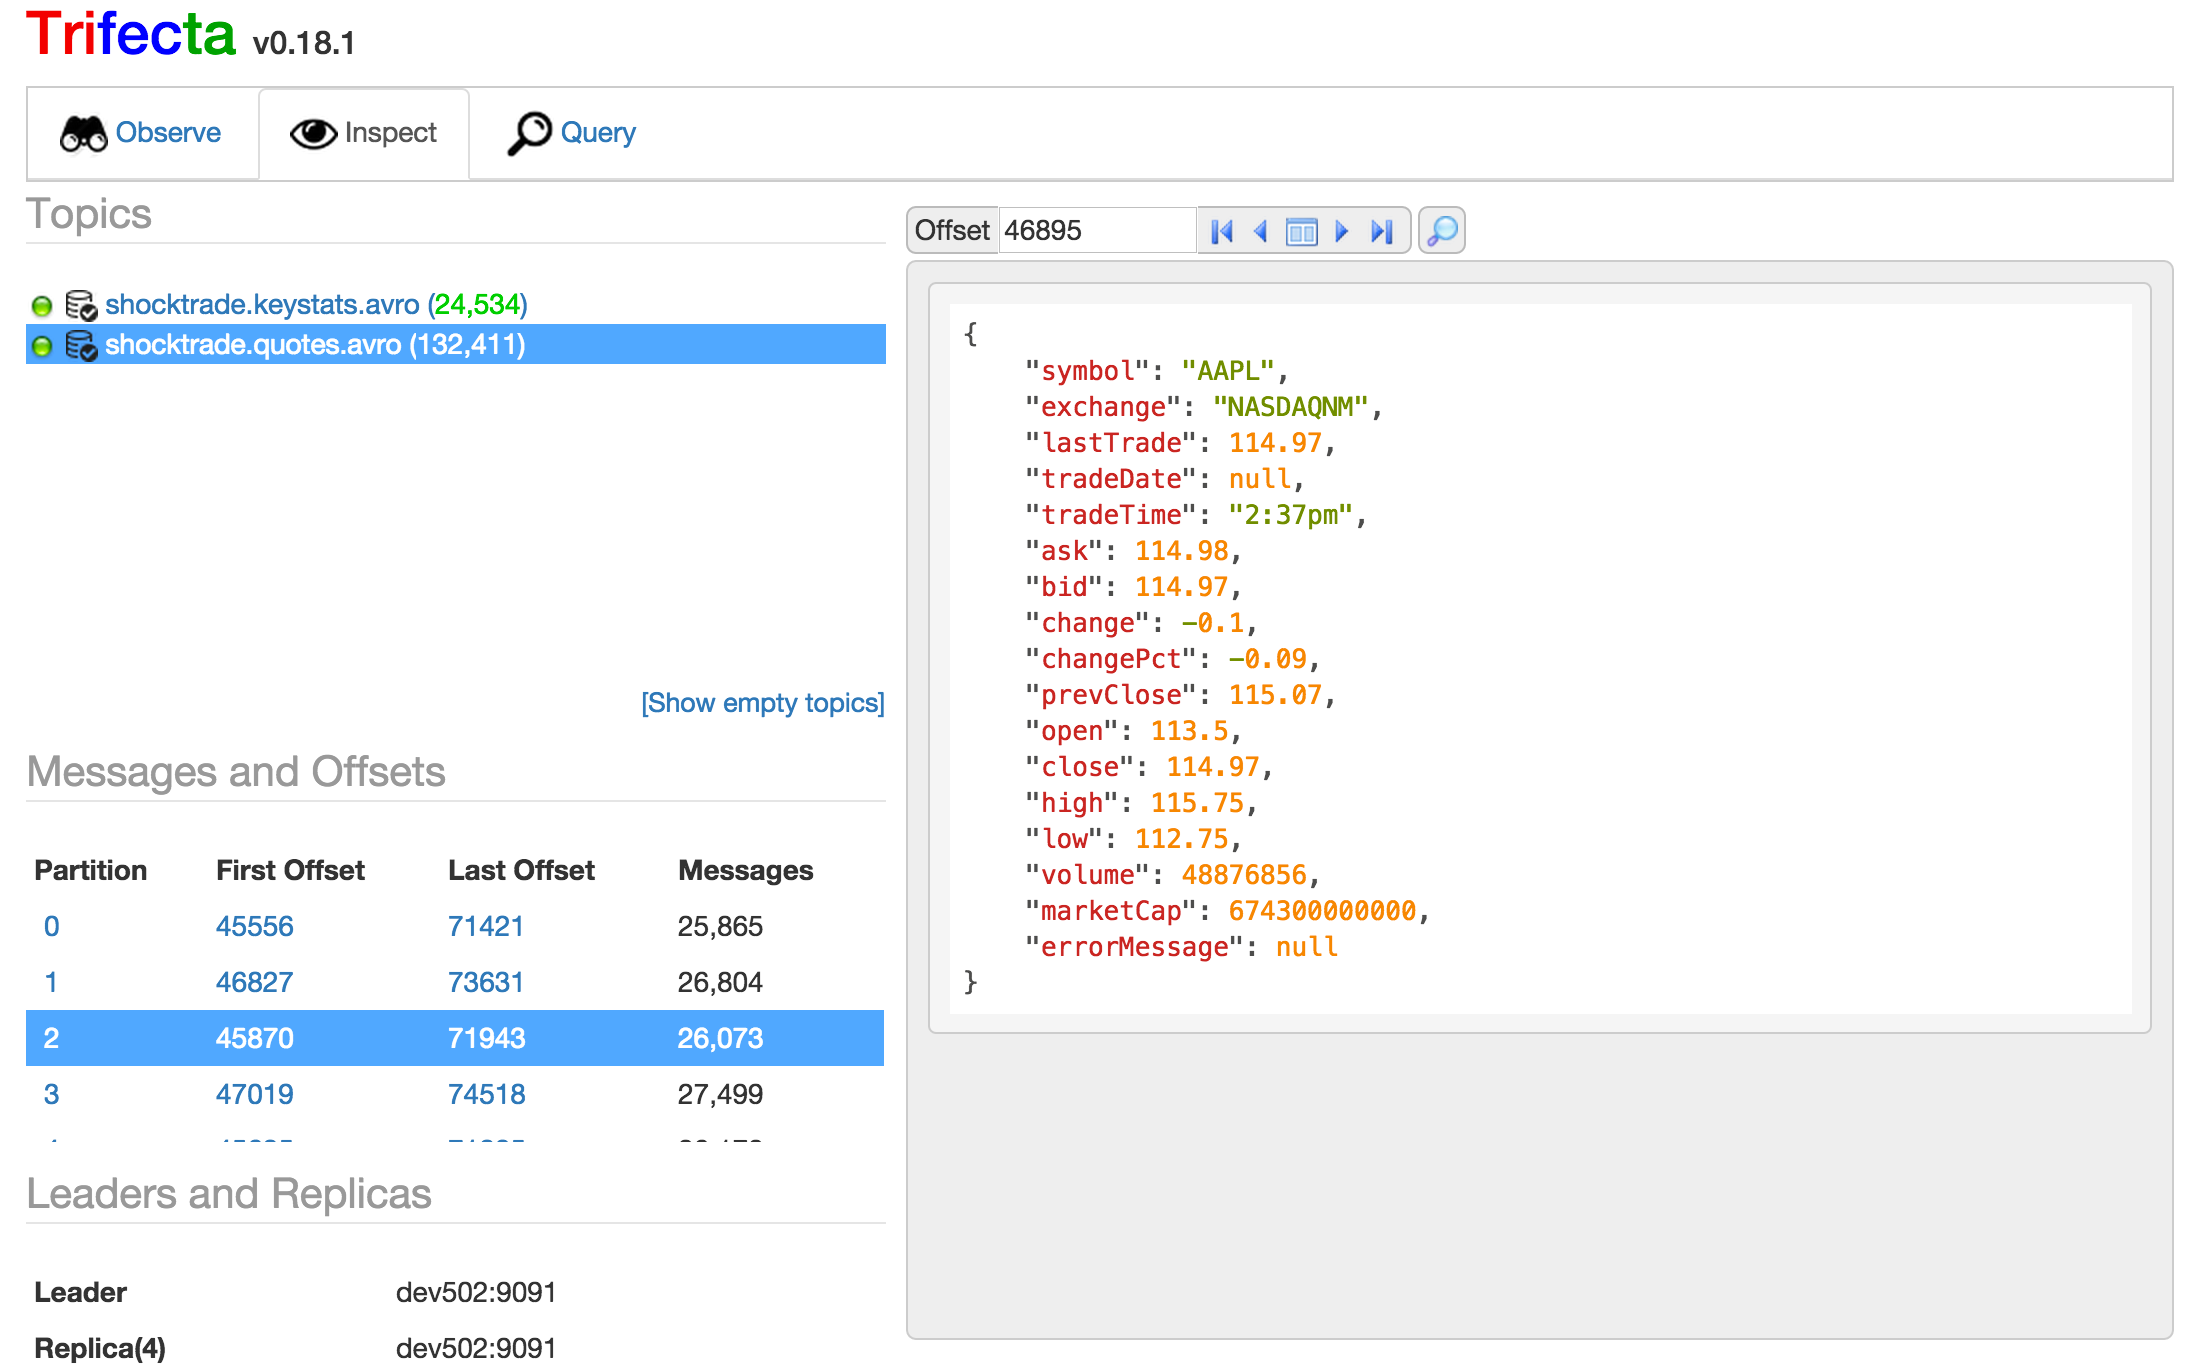 Trifecta v0.18.1
Observe
Inspect
Query
Topics
shocktrade.keystats.avro (24,534)
shocktrade.quotes.avro (132,411)
[Show empty topics]
Messages and Offsets
Partition First Offset Last Offset Messages
0 45556 71421 25,865
1 46827 73631 26,804
2 45870 71943 26,073
3 47019 74518 27,499
Leaders and Replicas
Leader dev502:9091
Replica(4) dev502:9091
Offset 46895
{
"symbol": "AAPL",
"exchange": "NASDAQNM",
"lastTrade": 114.97,
"tradeDate": null,
"tradeTime": "2:37pm",
"ask": 114.98,
"bid": 114.97,
"change": -0.1,
"changePct": -0.09,
"prevClose": 115.07,
"open": 113.5,
"close": 114.97,
"high": 115.75,
"low": 112.75,
"volume": 48876856,
"marketCap": 674300000000,
"errorMessage": null
}